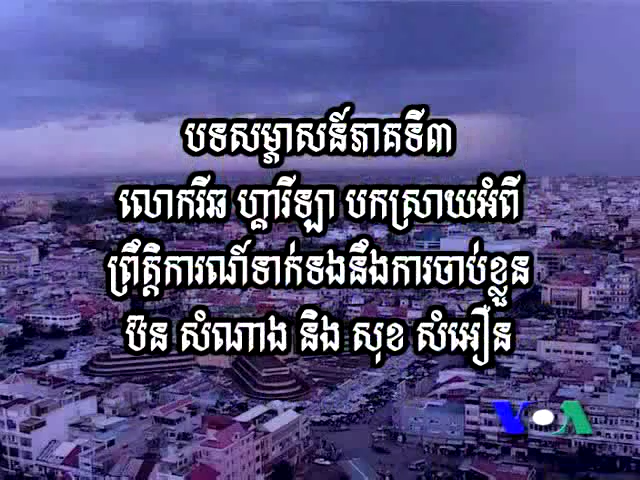 បទសម្ភាសន៍ភាគទី៣
លោករីឆ ហ្គារីឡា បកស្រាយអំពី
ព្រឹត្តិការណ៍ទាក់ទងនឹងការចាប់ខ្លួន
ប៊ន សំណាង និង សុខ សំអឿន
VOA